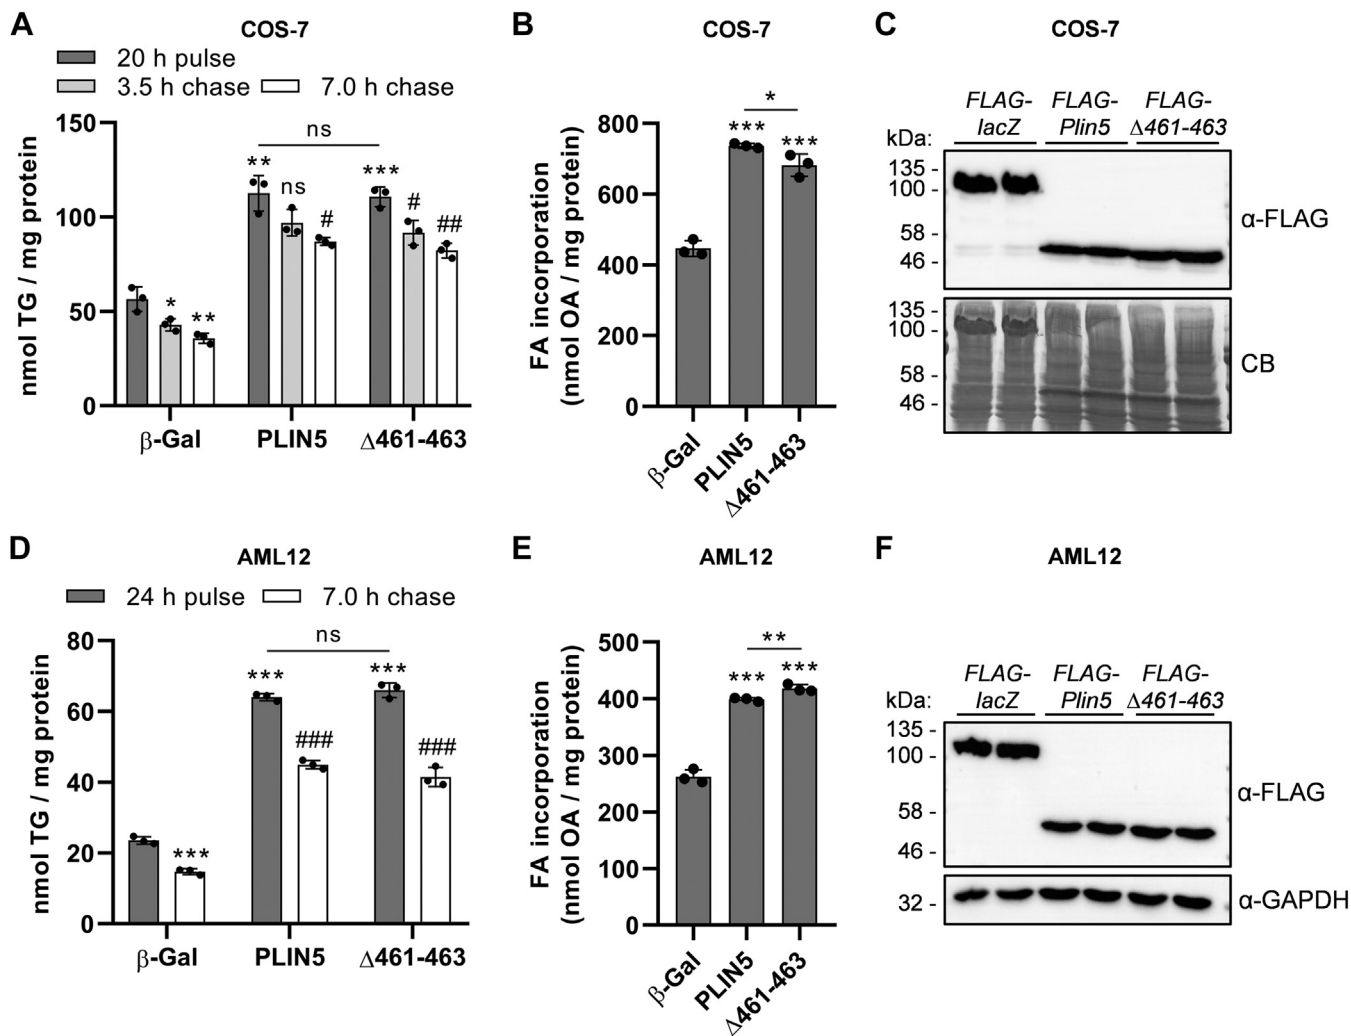 A
COS-7
20 h pulse
3.5 h chase
7.0 h chase
nmol TG / mg protein
150
100
50
0
ns
**
ns
#
***
#
##
*
**
β-Gal
PLIN5
Δ461-463
B
COS-7
FA incorporation
(nmol OA / mg protein)
800
600
400
200
0
*
***
***
β-Gal
PLIN5
Δ461-463
C
COS-7
FLAG- FLAG- FLAG-
kDa: lacZ Plin5 Δ461-463
135 -
100 -
58 -
46 -
α-FLAG
135 -
100 -
58 -
46 -
CB
D
AML12
24 h pulse
7.0 h chase
nmol TG / mg protein
80
60
40
20
0
ns
***
***
###
###
***
β-Gal
PLIN5
Δ461-463
E
AML12
FA incorporation
(nmol OA / mg protein)
500
400
300
200
100
0
**
***
***
β-Gal
PLIN5
Δ461-463
F
AML12
FLAG- FLAG- FLAG-
kDa: lacZ Plin5 Δ461-463
135 -
100 -
58 -
46 -
α-FLAG
32 -
α-GAPDH